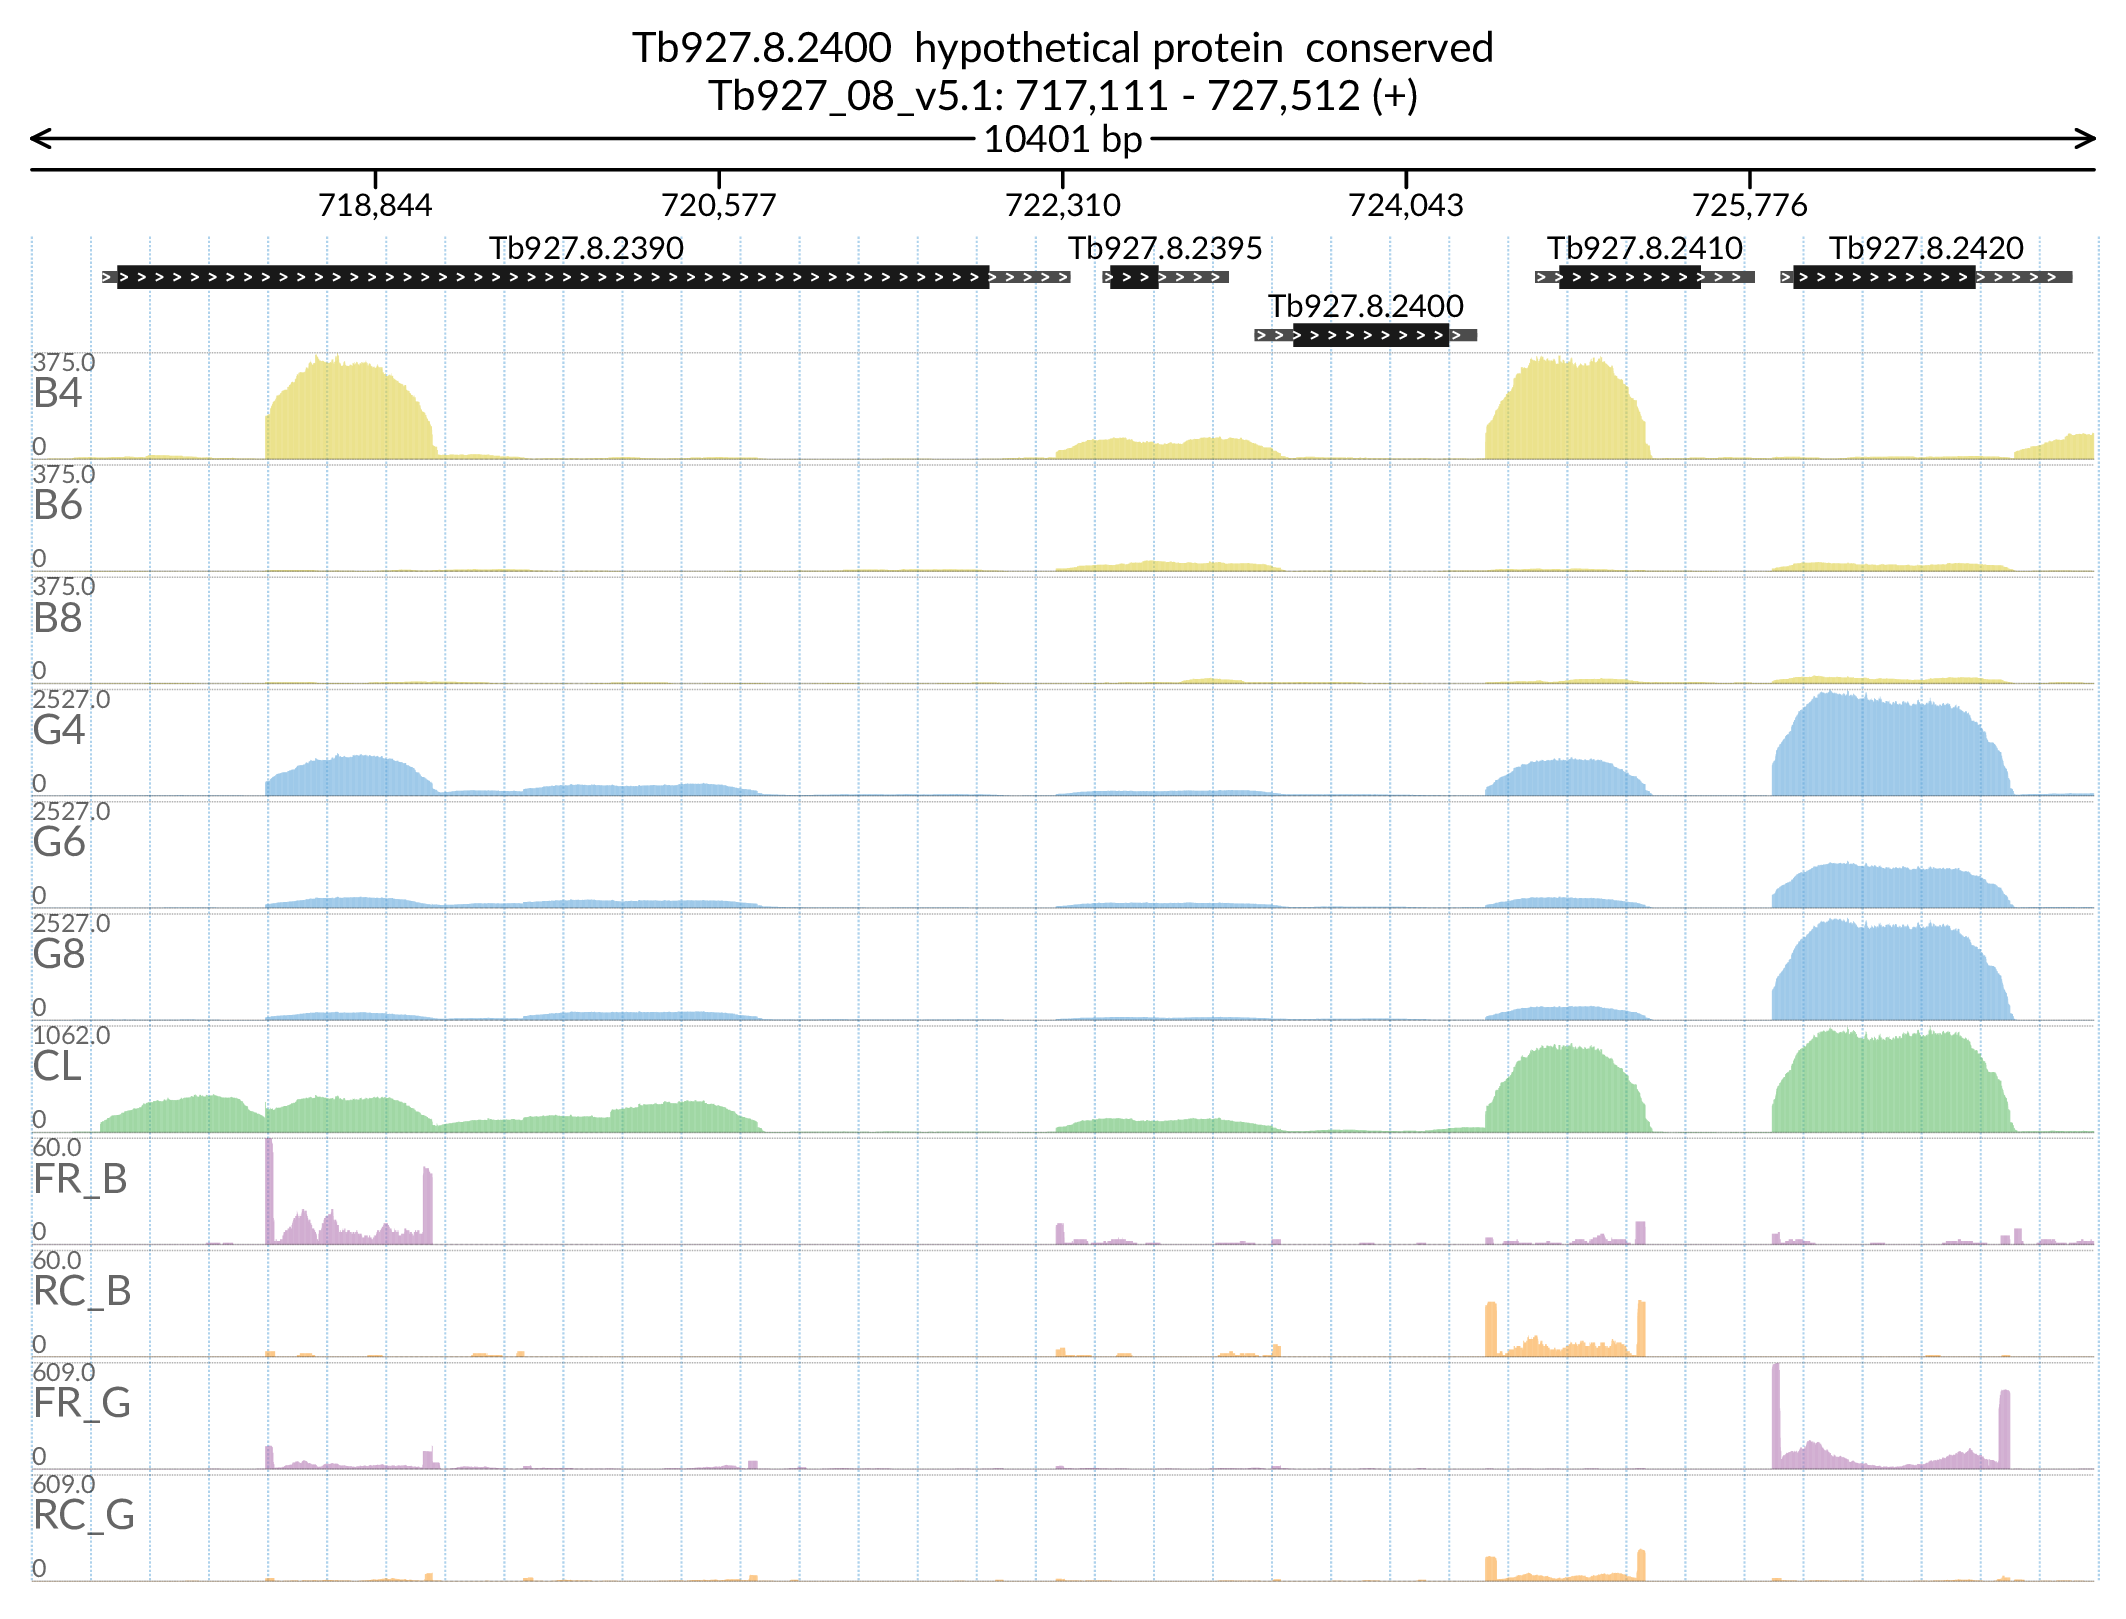 Tb927.8.2400  hypothetical protein  conserved
Tb927_08_v5.1: 717,111 - 727,512 (+)
10401 bp
718,844 720,577 722,310 724,043 725,776
Tb927.8.2390 Tb927.8.2395 Tb927.8.2410 Tb927.8.2420
Tb927.8.2400
375.0
B4
0
375.0
B6
0
375.0
B8
0
2527.0
G4
0
2527.0
G6
0
2527.0
G8
0
1062.0
CL
0
60.0
FR_B
0
60.0
RC_B
0
609.0
FR_G
0
609.0
RC_G
0